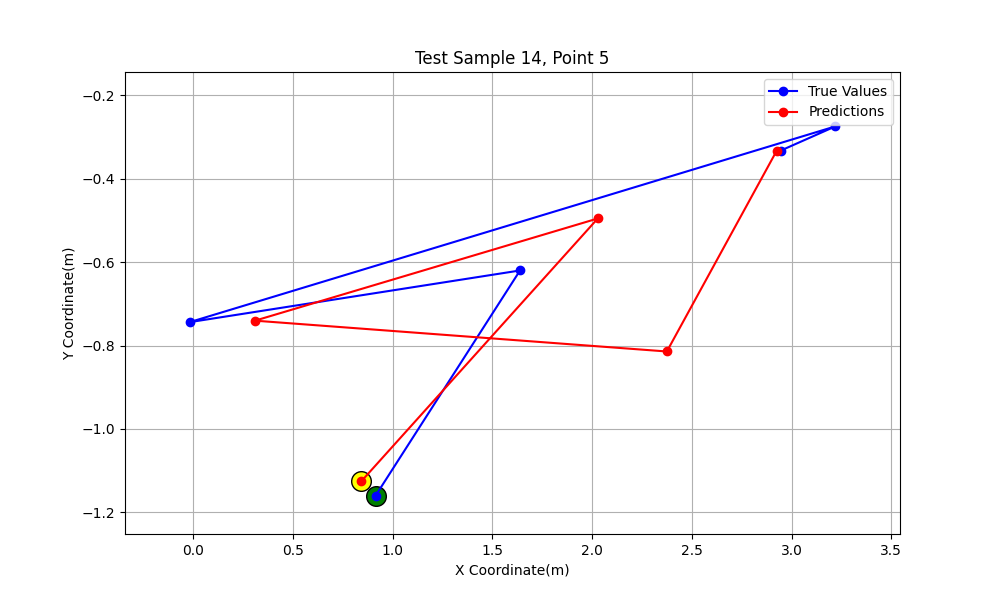 Test Sample 14, Point 5
True Values
Predictions
Y Coordinate(m)
−0.2
−0.4
−0.6
−0.8
−1.0
−1.2
0.0 0.5 1.0 1.5 2.0 2.5 3.0 3.5
X Coordinate(m)